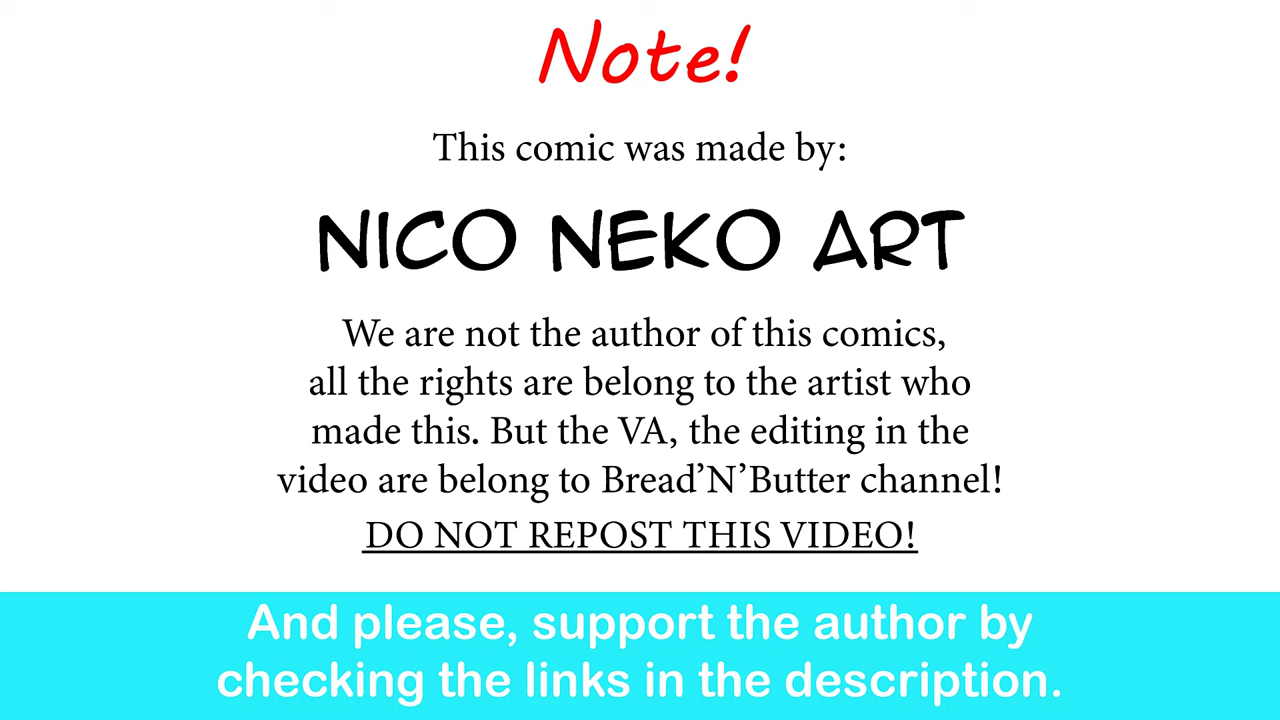 Note!
This comic was made by:
NICO NEKO ART
We are not the author of this comics,
all the rights are belong to the artist who
made this. But the VA, the editing in the
video are belong to Bread’N’Butter channel!
DO NOT REPOST THIS VIDEO!
And please, support the author by
checking the links in the description.